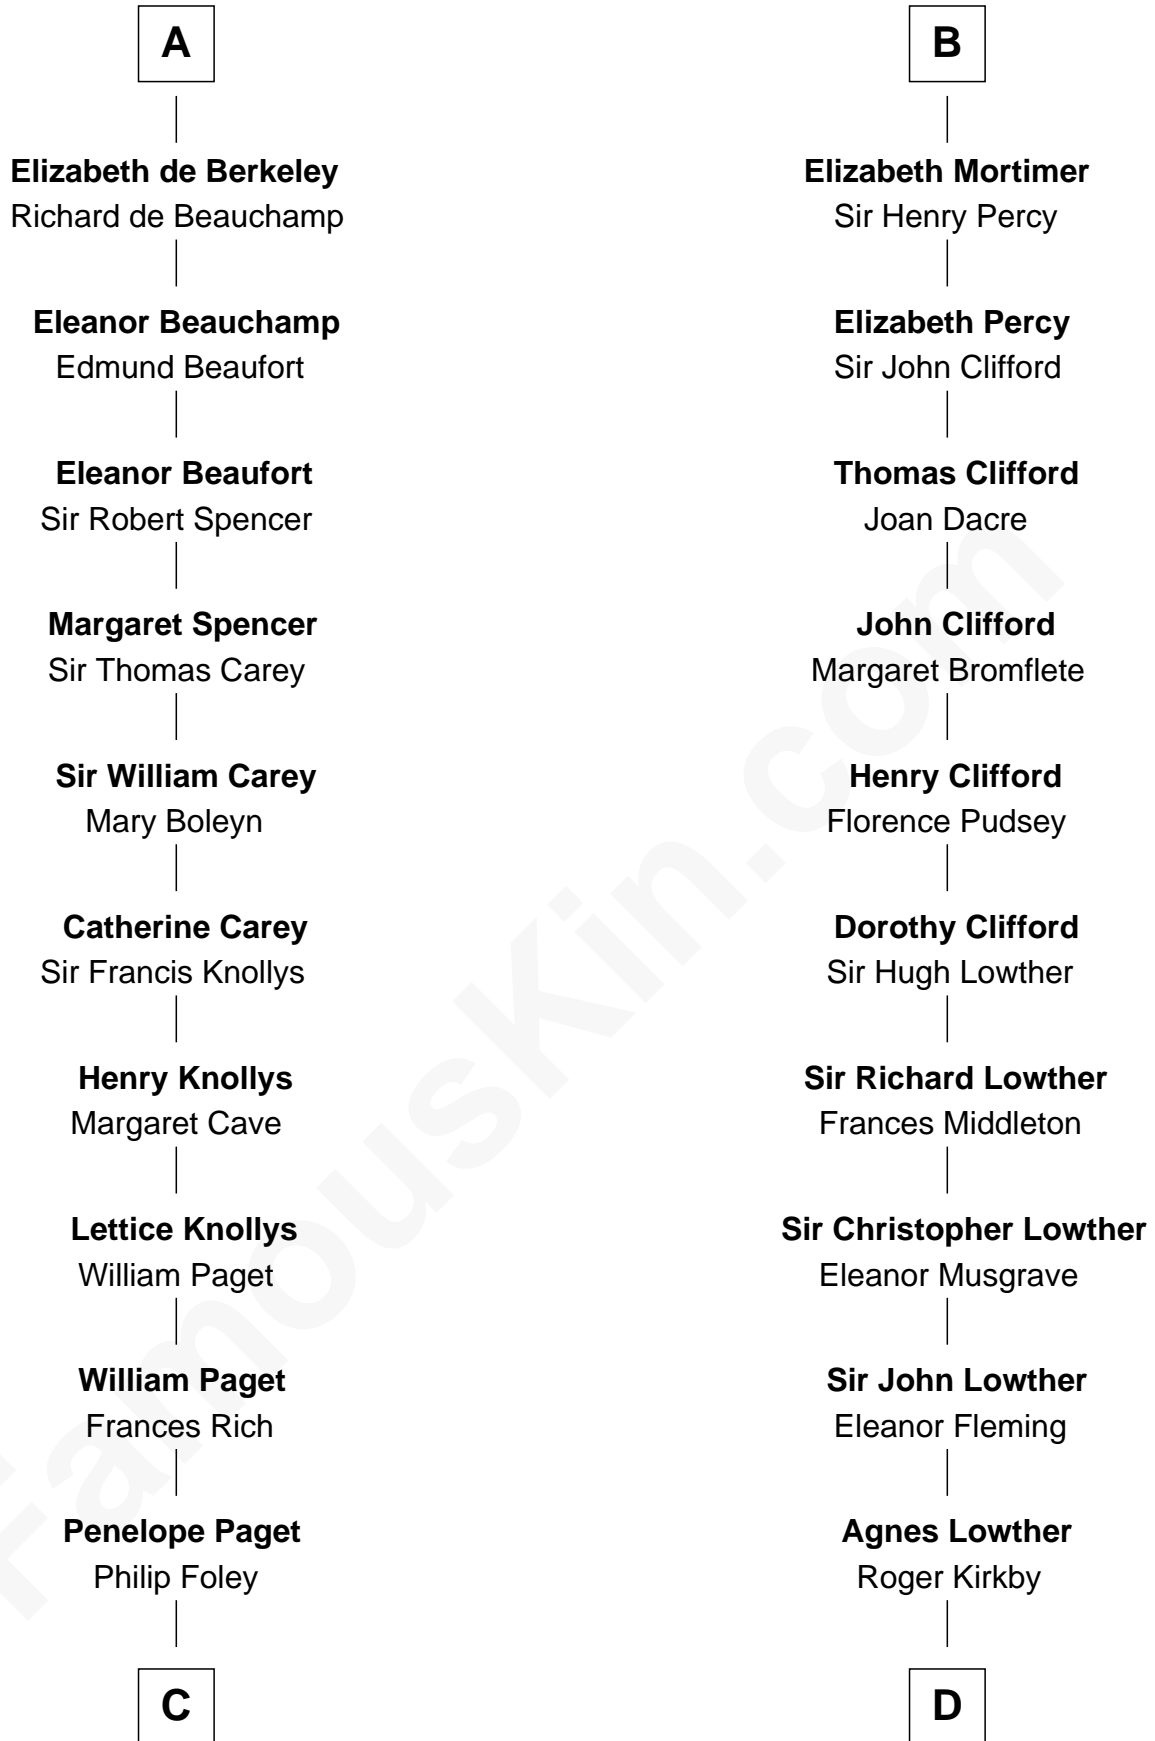 A
Elizabeth de Berkeley
Richard de Beauchamp
Eleanor Beauchamp
Edmund Beaufort
Eleanor Beaufort
Sir Robert Spencer
Margaret Spencer
Sir Thomas Carey
Sir William Carey
Mary Boleyn
Catherine Carey
Sir Francis Knollys
Henry Knollys
Margaret Cave
Lettice Knollys
William Paget
William Paget
Frances Rich
Penelope Paget
Philip Foley
C
B
Elizabeth Mortimer
Sir Henry Percy
Elizabeth Percy
Sir John Clifford
Thomas Clifford
Joan Dacre
John Clifford
Margaret Bromflete
Henry Clifford
Florence Pudsey
Dorothy Clifford
Sir Hugh Lowther
Sir Richard Lowther
Frances Middleton
Sir Christopher Lowther
Eleanor Musgrave
Sir John Lowther
Eleanor Fleming
Agnes Lowther
Roger Kirkby
D
FamousKin.com